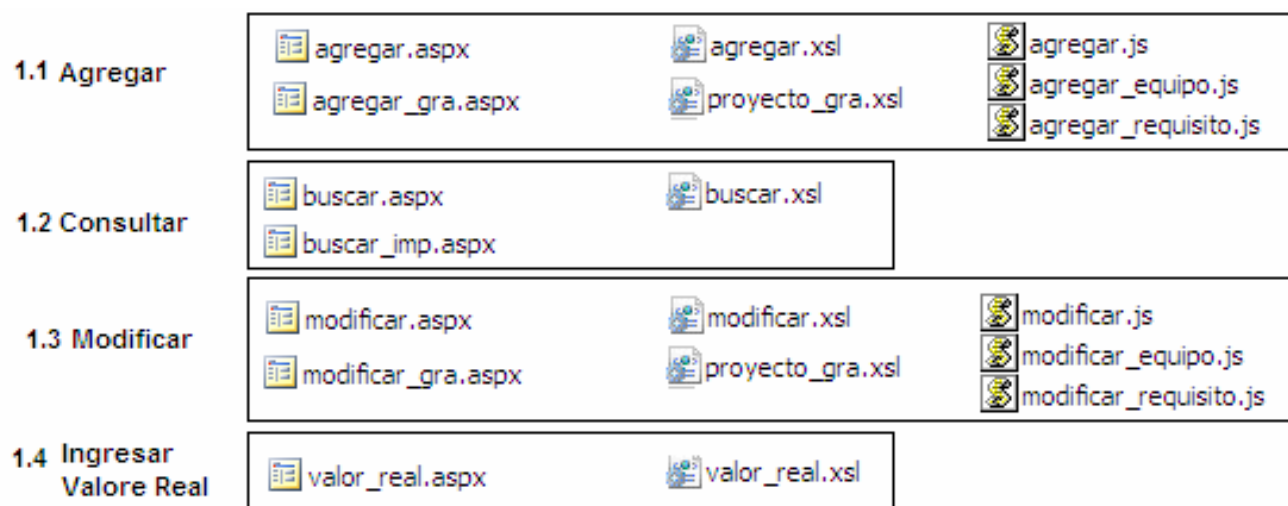 1.1 Agregar
agregar.aspx agregar.xsl agregar.js
agregar_gra.aspx proyecto_gra.xsl agregar_equipo.js
agregar_requisito.js
1.2 Consultar
buscar.aspx buscar.xsl
buscar_imp.aspx
1.3 Modificar
modificar.aspx modificar.xsl modificar.js
modificar_gra.aspx proyecto_gra.xsl modificar_equipo.js
modificar_requisito.js
1.4 Ingresar
Valore Real
valor_real.aspx valor_real.xsl